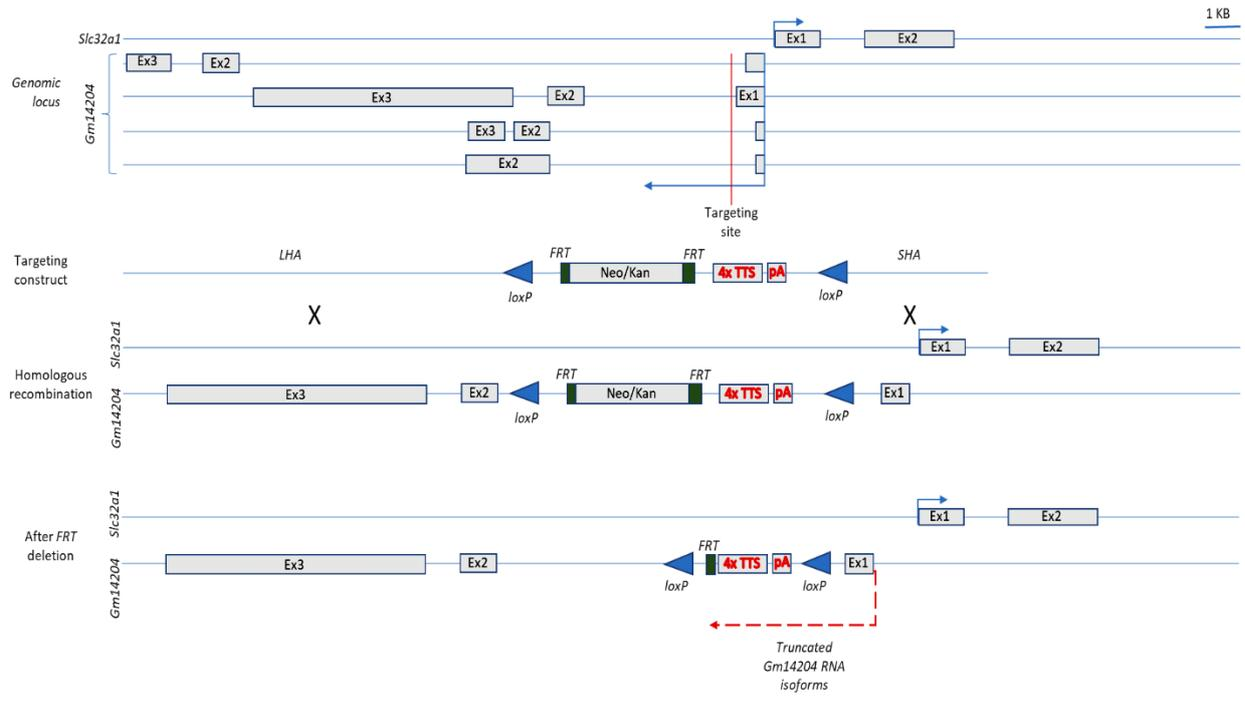 1 KB
Slc32a1
Ex1
Ex2
Ex3
Ex2
Genomic
locus
Gm14204
Ex3
Ex2
Ex1
Ex3
Ex2
Ex2
Targeting
site
Targeting
construct
LHA
loxP
FRT
Neo/Kan
FRT
4x TTS
pA
loxP
SHA
X
X
Slc32a1
Ex1
Ex2
Homologous
recombination
Gm14204
Ex3
Ex2
loxP
FRT
Neo/Kan
FRT
4x TTS
pA
loxP
Ex1
Slc32a1
Ex1
Ex2
After FRT
deletion
Gm14204
Ex3
Ex2
loxP
FRT
4x TTS
pA
loxP
Ex1
Truncated
Gm14204 RNA
isoforms